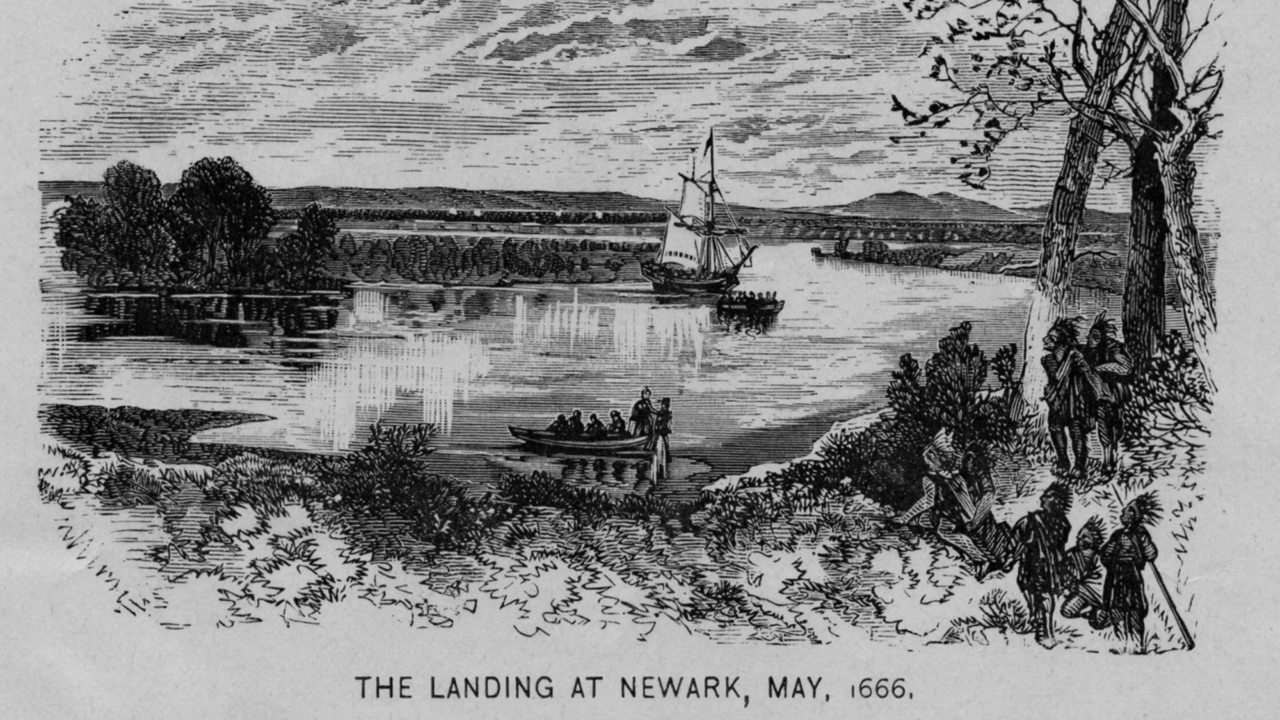 THE LANDING AT NEWARK, MAY, 1666.